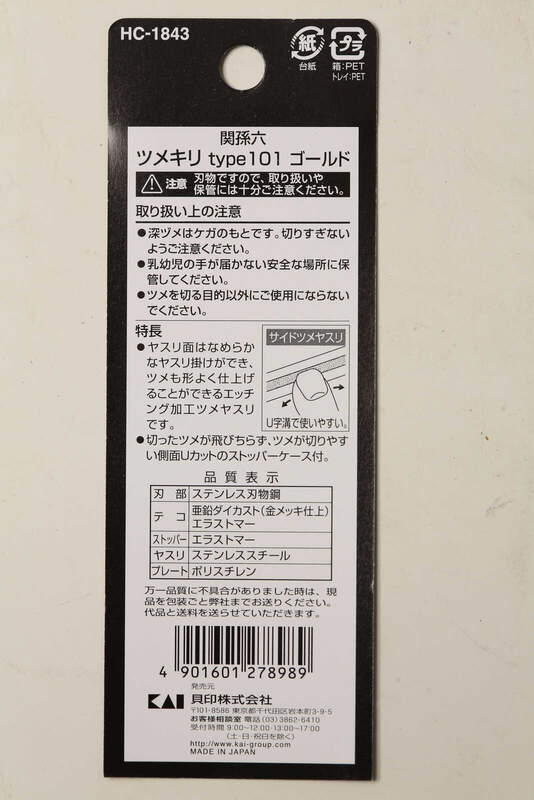 HC-1843
紙
プラ
台紙
箱:PET
トレイ:PET
関孫六
ツメキリ type101 ゴールド
注意 刃物ですので、取り扱いや
保管には十分ご注意ください。
取り扱い上の注意
●深ヅメはケガのもとです。切りすぎない
ようご注意ください。
●乳幼児の手が届かない安全な場所に保
管してください。
●ツメを切る目的以外にご使用にならない
でください。
特長
●ヤスリ面はなめらか
なヤスリ掛けができ、
ツメも形よく仕上げ
ることができるエッチ
ング加工ツメヤスリ
です。
サイドツメヤスリ
U字溝で使いやすい。
●切ったツメが飛びちらず、ツメが切りやす
い側面Uカットのストッパーケース付。
品質表示
刃部 ステンレス刃物鋼
テコ 亜鉛ダイカスト(金メッキ仕上)
エラストマー
ストッパー エラストマー
ヤスリ ステンレススチール
プレート ポリスチレン
万一品質に不具合がありました時は、現
品を包装ごと弊社までお送りください。
代品と送料を送らせていただきます。
4 901601 278989
発売元
KAI 貝印株式会社
〒101-8586 東京都千代田区岩本町3-9-5
お客様相談室 電話(03)3862-6410
受付時間 9:00~12:00・13:00~17:00
(土・日・祝日を除く)
http://www.kai-group.com
MADE IN JAPAN